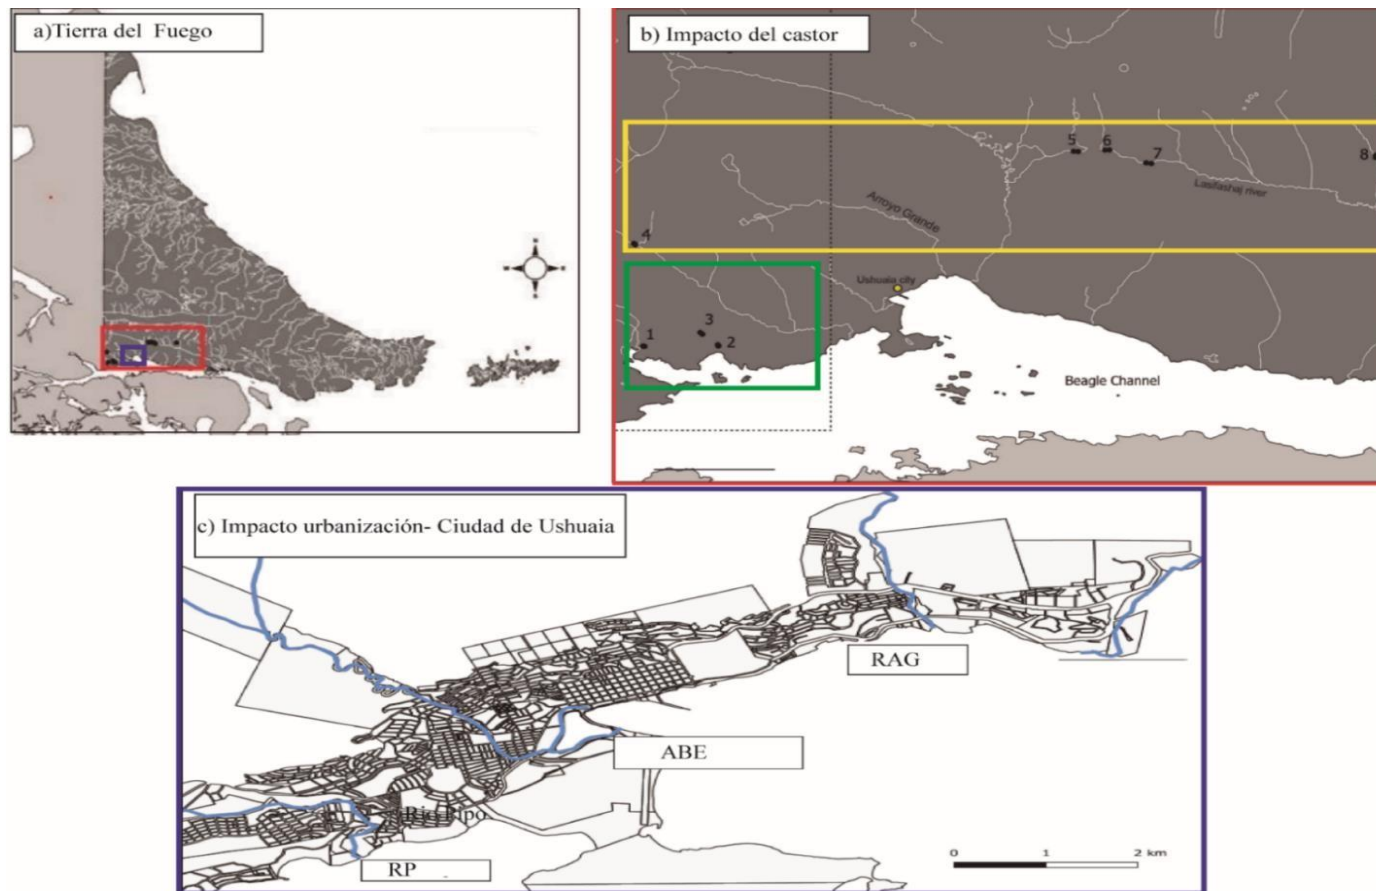 a)Tierra del Fuego
b) Impacto del castor
5
6
7
8
Lasifashaj river
Arroyo Grande
4
Ushuaia city
3
1
2
Beagle Channel
c) Impacto urbanización- Ciudad de Ushuaia
RAG
ABE
Rio Pipo
RP
0
1
2 km